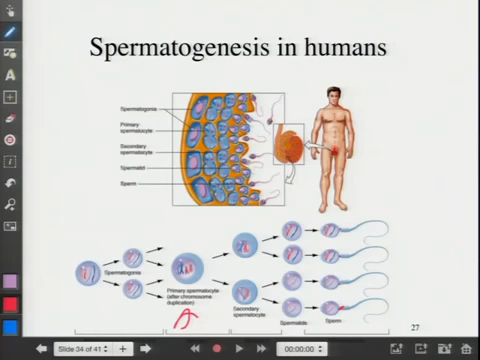 Spermatogenesis in humans
Spermatogonia
Primary
spermatocyte
Secondary
spermatocyte
Spermatid
Sperm
Spermatogonia
Primary spermatocyte
(after chromosome
duplication)
Secondary
spermatocyte
Spermatids
Sperm
27
Slide 34 of 41
00:00:00